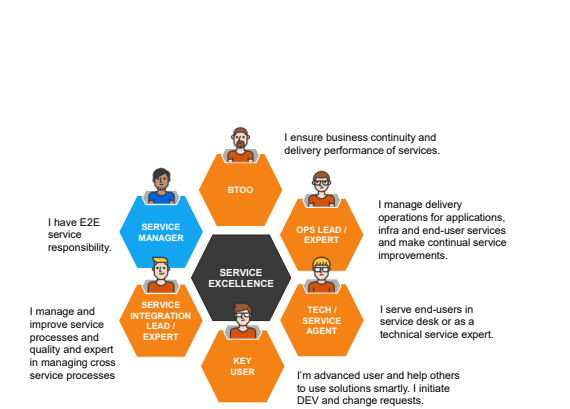 I ensure business continuity and
delivery performance of services.
BTOO
I manage delivery
operations for applications,
infra and end-user services
and make continual service
improvements.
OPS LEAD /
EXPERT
I have E2E
service
responsibility.
SERVICE
MANAGER
SERVICE
EXCELLENCE
I manage and
improve service
processes and
quality and expert
in managing cross
service processes
SERVICE
INTEGRATION
LEAD /
EXPERT
TECH /
SERVICE
AGENT
I serve end-users in
service desk or as a
technical service expert.
KEY
USER
I'm advanced user and help others
to use solutions smartly. I initiate
DEV and change requests.